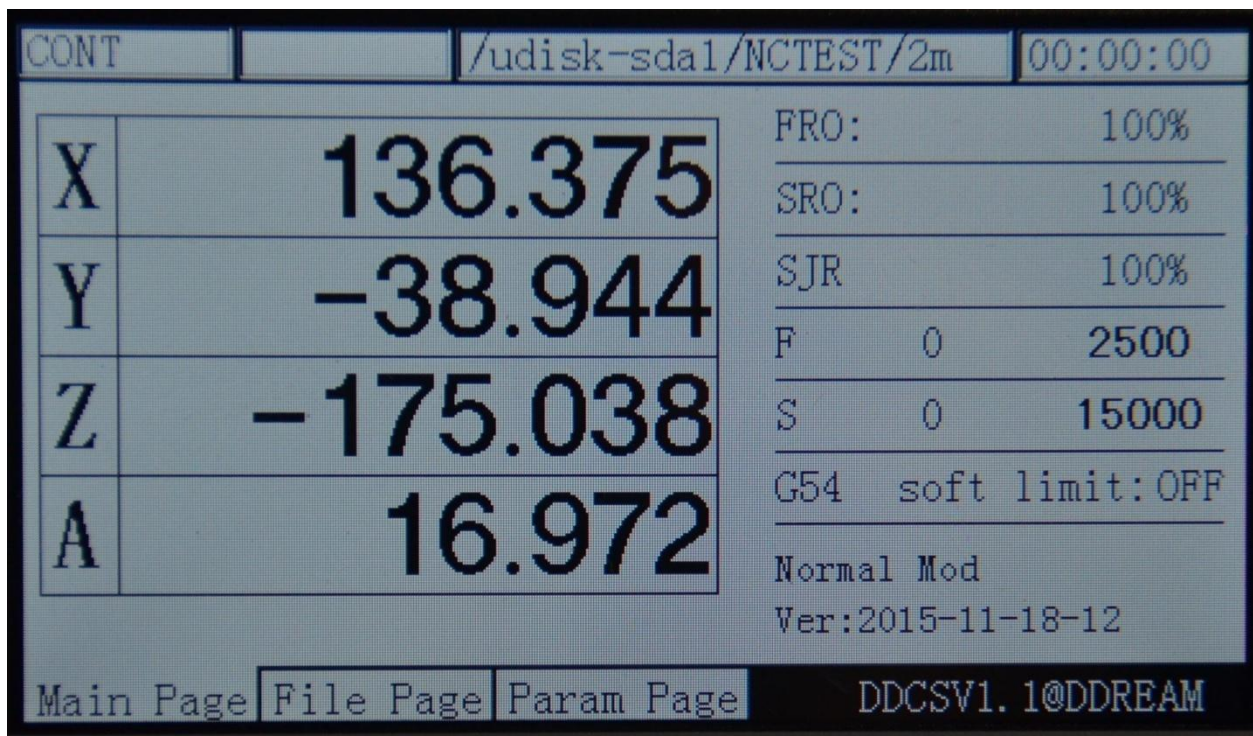 CONT /udisk-sda1/NCTEST/2m 00:00:00
X 136.375
Y -38.944
Z -175.038
A 16.972
FRO: 100%
SRO: 100%
SJR 100%
F 0 2500
S 0 15000
G54 soft limit:OFF
Normal Mod
Ver:2015-11-18-12
Main Page File Page Param Page DDCSV1.1@DDREAM